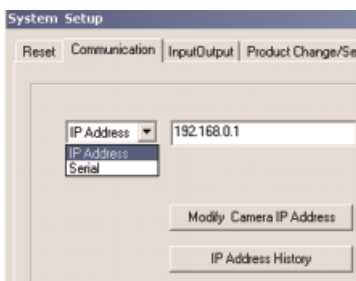 System Setup
Reset Communication InputOutput Product Change/Se
IP Address 192.168.0.1
IP Address
Serial
Modify Camera IP Address
IP Address History